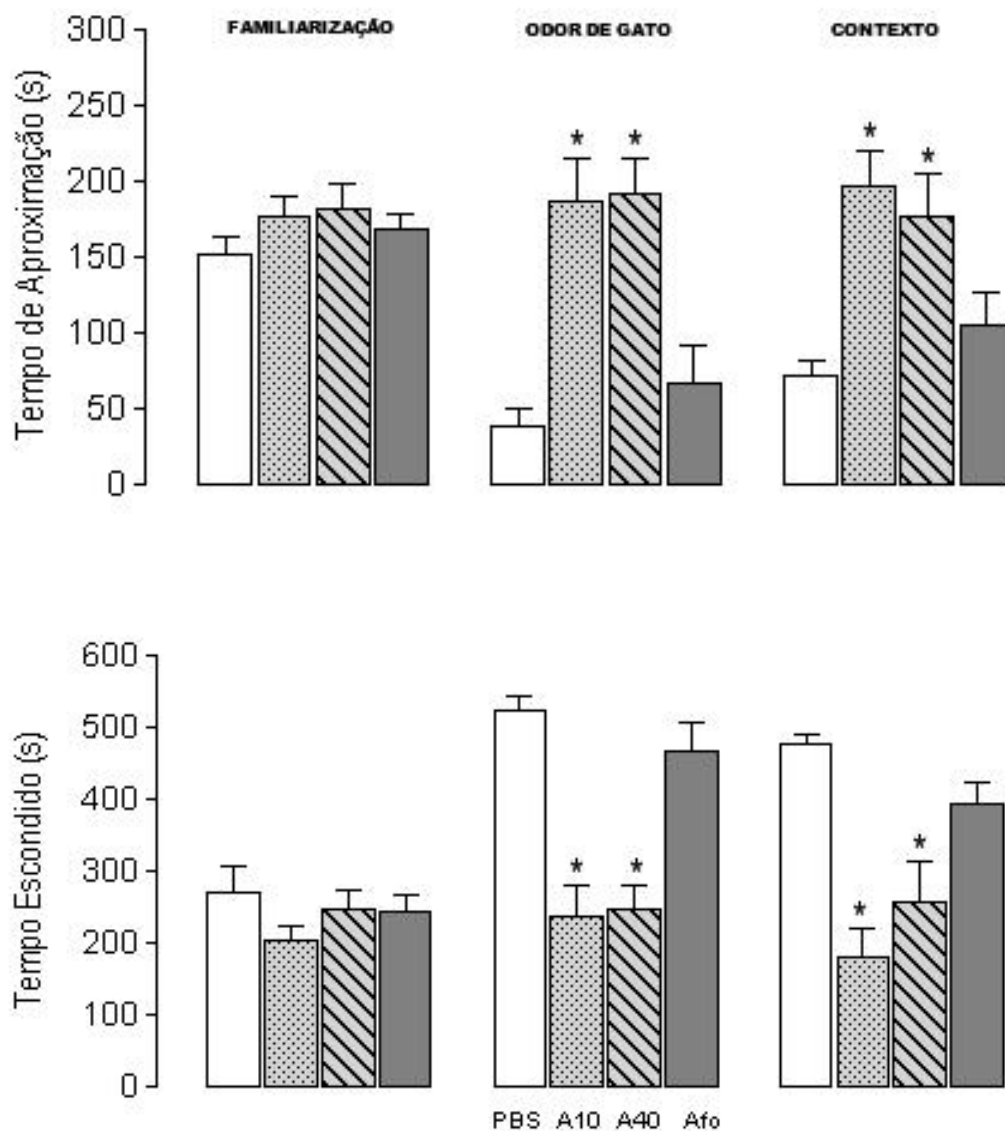 FAMILIARIZAÇÃO ODOR DE GATO CONTEXTO
Tempo de Aproximação (s)
300
250
200
150
100
50
0
* * * *
Tempo Escondido (s)
600
500
400
300
200
100
0
* * * *
PBS A10 A40 Afo